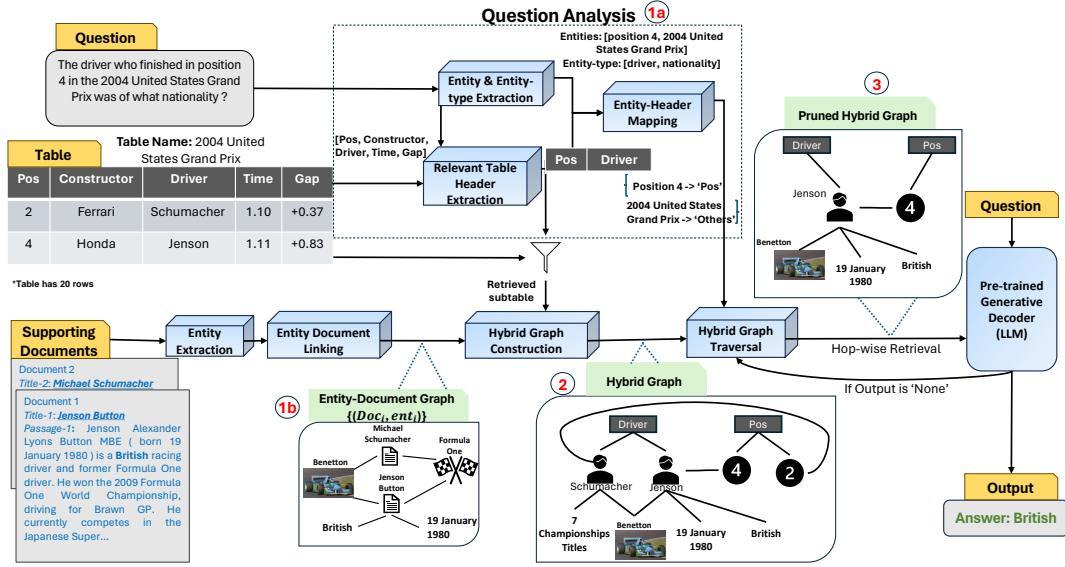 Question Analysis
1a
Question
The driver who finished in position
4 in the 2004 United States Grand
Prix was of what nationality ?
Entities: [position 4, 2004 United
States Grand Prix]
Entity-type: [driver, nationality]
Entity & Entity-
type Extraction
Entity-Header
Mapping
[Pos, Constructor,
Driver, Time, Gap]
Relevant Table
Header
Extraction
Pos Driver
Position 4 -> ‘Pos’
2004 United States
Grand Prix -> ‘Others’
Table Name: 2004 United
States Grand Prix
Table
Pos Constructor Driver Time Gap
2 Ferrari Schumacher 1.10 +0.37
4 Honda Jenson 1.11 +0.83
*Table has 20 rows
Retrieved
subtable
3
Pruned Hybrid Graph
Driver
Pos
Jenson
4
Benetton
19 January
1980
British
Question
Pre-trained
Generative
Decoder
(LLM)
Supporting
Documents
Entity
Extraction
Entity Document
Linking
Hybrid Graph
Construction
Hybrid Graph
Traversal
Hop-wise Retrieval
If Output is ‘None’
Document 2
Title-2: Michael Schumacher
Document 1
Title-1: Jenson Button
Passage-1: Jenson Alexander
Lyons Button MBE ( born 19
January 1980 ) is a British racing
driver and former Formula One
driver. He won the 2009 Formula
One World Championship,
driving for Brawn GP. He
currently competes in the
Japanese Super...
1b
Entity-Document Graph
{(Docᵢ, entᵢ)}
Michael
Schumacher
Formula
One
Benetton
Jenson
Button
British
19 January
1980
2
Hybrid Graph
Driver
Pos
Schumacher
Jenson
4
2
7
Championships
Titles
Benetton
19 January
1980
British
Output
Answer: British